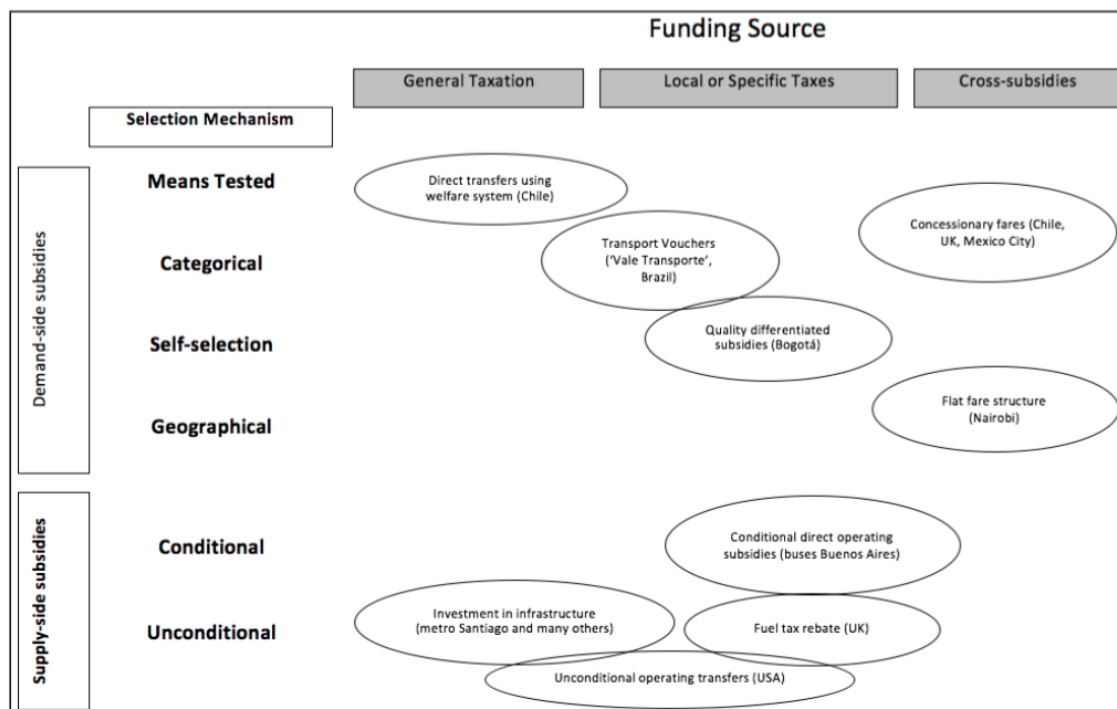 Funding Source
General Taxation
Local or Specific Taxes
Cross-subsidies
Selection Mechanism
Demand-side subsidies
Means Tested
Direct transfers using
welfare system (Chile)
Concessionary fares (Chile,
UK, Mexico City)
Categorical
Transport Vouchers
('Vale Transporte',
Brazil)
Self-selection
Quality differentiated
subsidies (Bogotá)
Geographical
Flat fare structure
(Nairobi)
Supply-side subsidies
Conditional
Conditional direct operating
subsidies (buses Buenos Aires)
Unconditional
Investment in infrastructure
(metro Santiago and many others)
Fuel tax rebate (UK)
Unconditional operating transfers (USA)